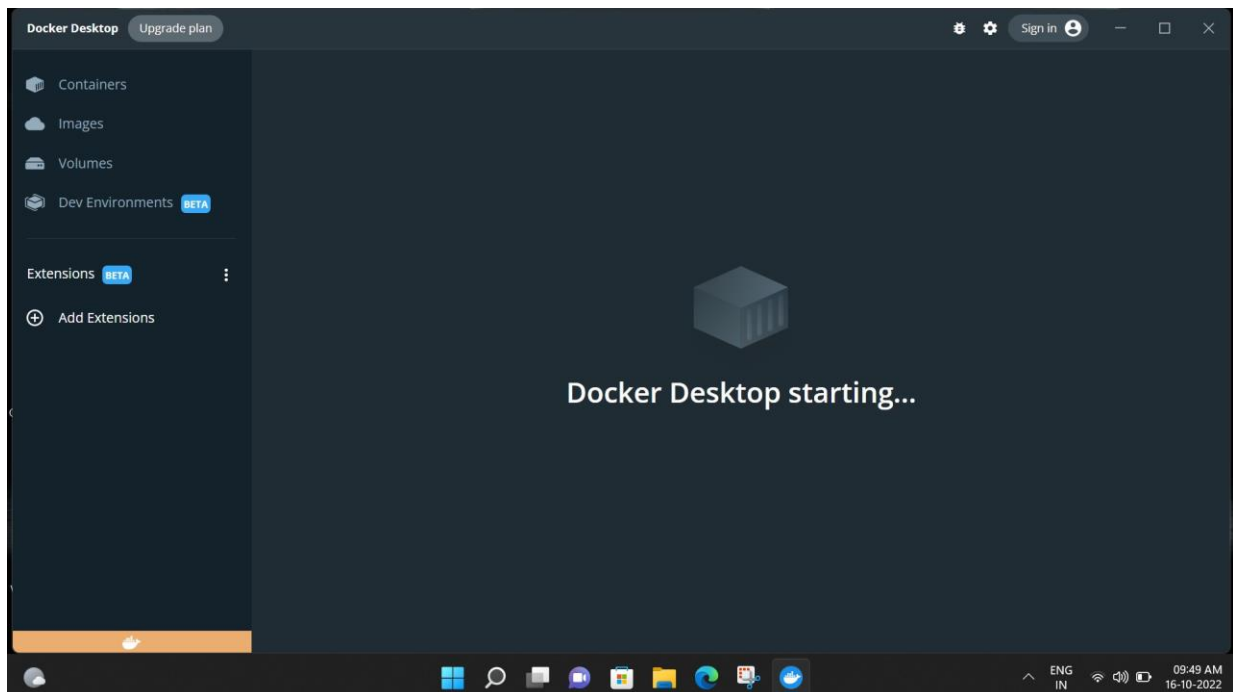 Docker Desktop Upgrade plan Sign in
Containers
Images
Volumes
Dev Environments BETA
Extensions BETA
Add Extensions
Docker Desktop starting...
ENG
IN
09:49 AM
16-10-2022